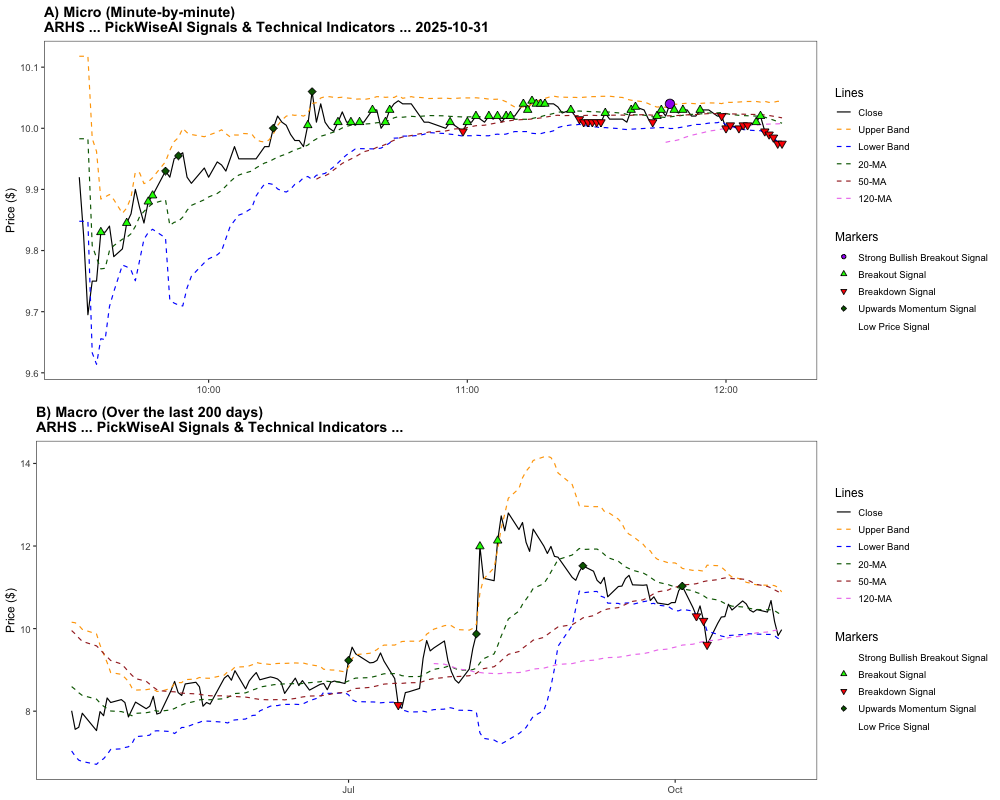 A) Micro (Minute-by-minute)
ARHS ... PickWiseAI Signals & Technical Indicators ... 2025-10-31
Price ($)
10.1
10.0
9.9
9.8
9.7
9.6
10:00
11:00
12:00
Lines
Close
Upper Band
Lower Band
20-MA
50-MA
120-MA
Markers
Strong Bullish Breakout Signal
Breakout Signal
Breakdown Signal
Upwards Momentum Signal
Low Price Signal
B) Macro (Over the last 200 days)
ARHS ... PickWiseAI Signals & Technical Indicators ...
Price ($)
14
12
10
8
Jul
Oct
Lines
Close
Upper Band
Lower Band
20-MA
50-MA
120-MA
Markers
Strong Bullish Breakout Signal
Breakout Signal
Breakdown Signal
Upwards Momentum Signal
Low Price Signal